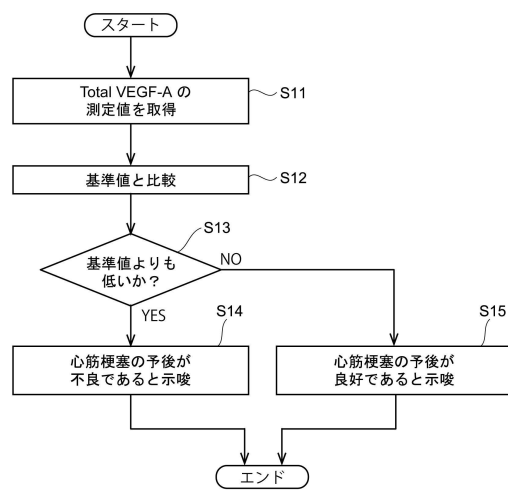 スタート
Total VEGF-A の
測定値を取得
S11
基準値と比較
S12
S13
基準値よりも
低いか？
NO
YES
S14
S15
心筋梗塞の予後が
不良であると示唆
心筋梗塞の予後が
良好であると示唆
エンド